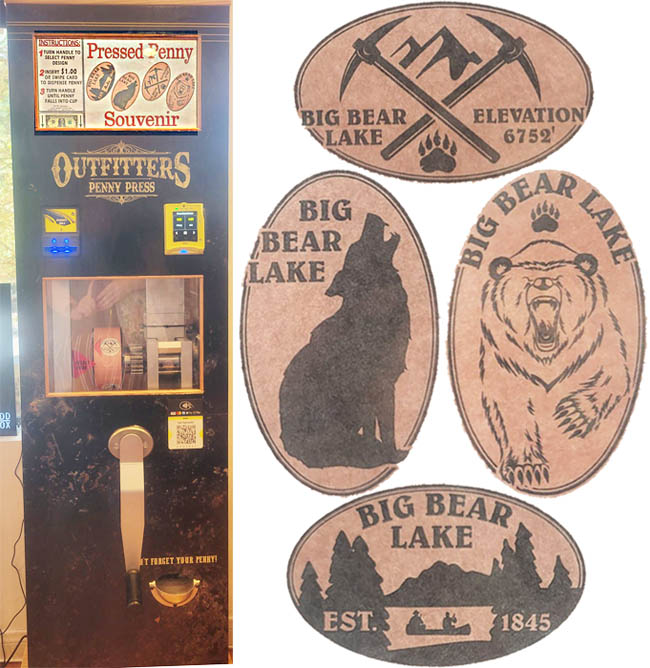 INSTRUCTIONS:
1 TURN HANDLE TO
SELECT PENNY
DESIGN
2 INSERT $1.00
OR SWIPE CARD
TO DISPENSE PENNY
3 TURN HANDLE
UNTIL PENNY
FALLS INTO CUP
Pressed Penny
Souvenir
OUTFITTERS
PENNY PRESS
'T FORGET YOUR PENNY!
DD
OX
BIG BEAR
LAKE
ELEVATION
6752'
BIG
BEAR
LAKE
BIG BEAR LAKE
BIG BEAR
LAKE
EST.
1845